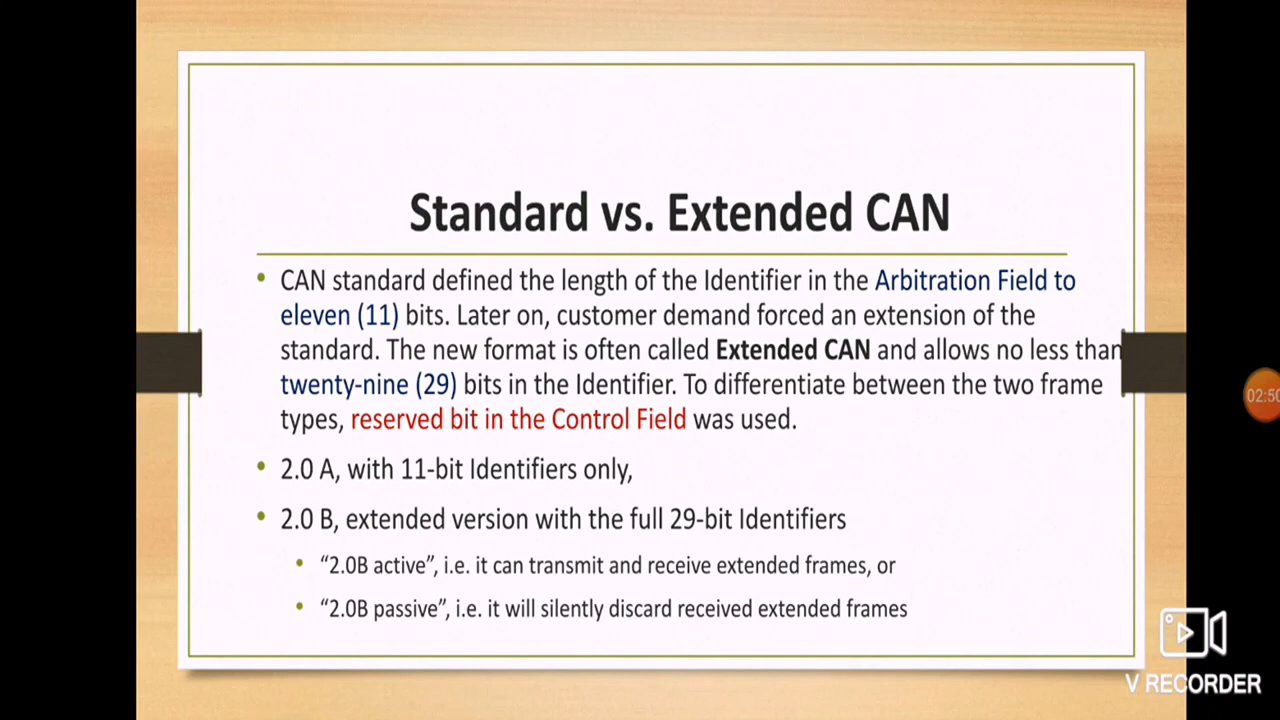 Standard vs. Extended CAN
• CAN standard defined the length of the Identifier in the Arbitration Field to
eleven (11) bits. Later on, customer demand forced an extension of the
standard. The new format is often called Extended CAN and allows no less than
twenty-nine (29) bits in the Identifier. To differentiate between the two frame
types, reserved bit in the Control Field was used.
• 2.0 A, with 11-bit Identifiers only,
• 2.0 B, extended version with the full 29-bit Identifiers
• “2.0B active”, i.e. it can transmit and receive extended frames, or
• “2.0B passive”, i.e. it will silently discard received extended frames
02:50
V RECORDER